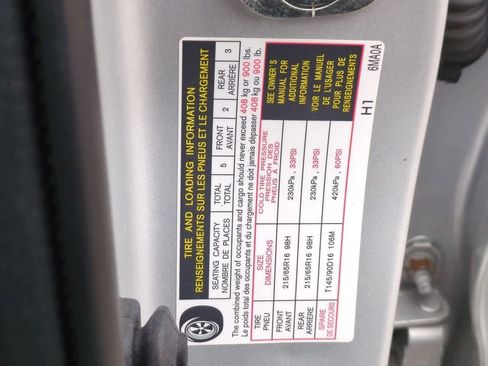 TIRE AND LOADING INFORMATION
RENSEIGNEMENTS SUR LES PNEUS ET LE CHARGEMENT
SEATING CAPACITY TOTAL 5 FRONT 2 REAR 3
NOMBRE DE PLACES TOTAL AVANT ARRIÈRE
The combined weight of occupants and cargo should never exceed 408 kg or 900 lbs.
Le poids total des occupants et du chargement ne doit jamais dépasser 408 kg ou 900 lb.
TIRE SIZE COLD TIRE PRESSURE
PNEU DIMENSIONS PRESSION DES PNEUS À FROID
FRONT 215/65R16 98H 230kPa, 33PSI
AVANT
REAR 215/65R16 98H 230kPa, 33PSI
ARRIÈRE
SPARE T145/90D16 106M 420kPa, 60PSI
DE SECOURS
SEE OWNER'S
MANUAL FOR
ADDITIONAL
INFORMATION
VOIR LE MANUEL
DE L'USAGER
POUR PLUS DE
RENSEIGNEMENTS
H1 6MA0A